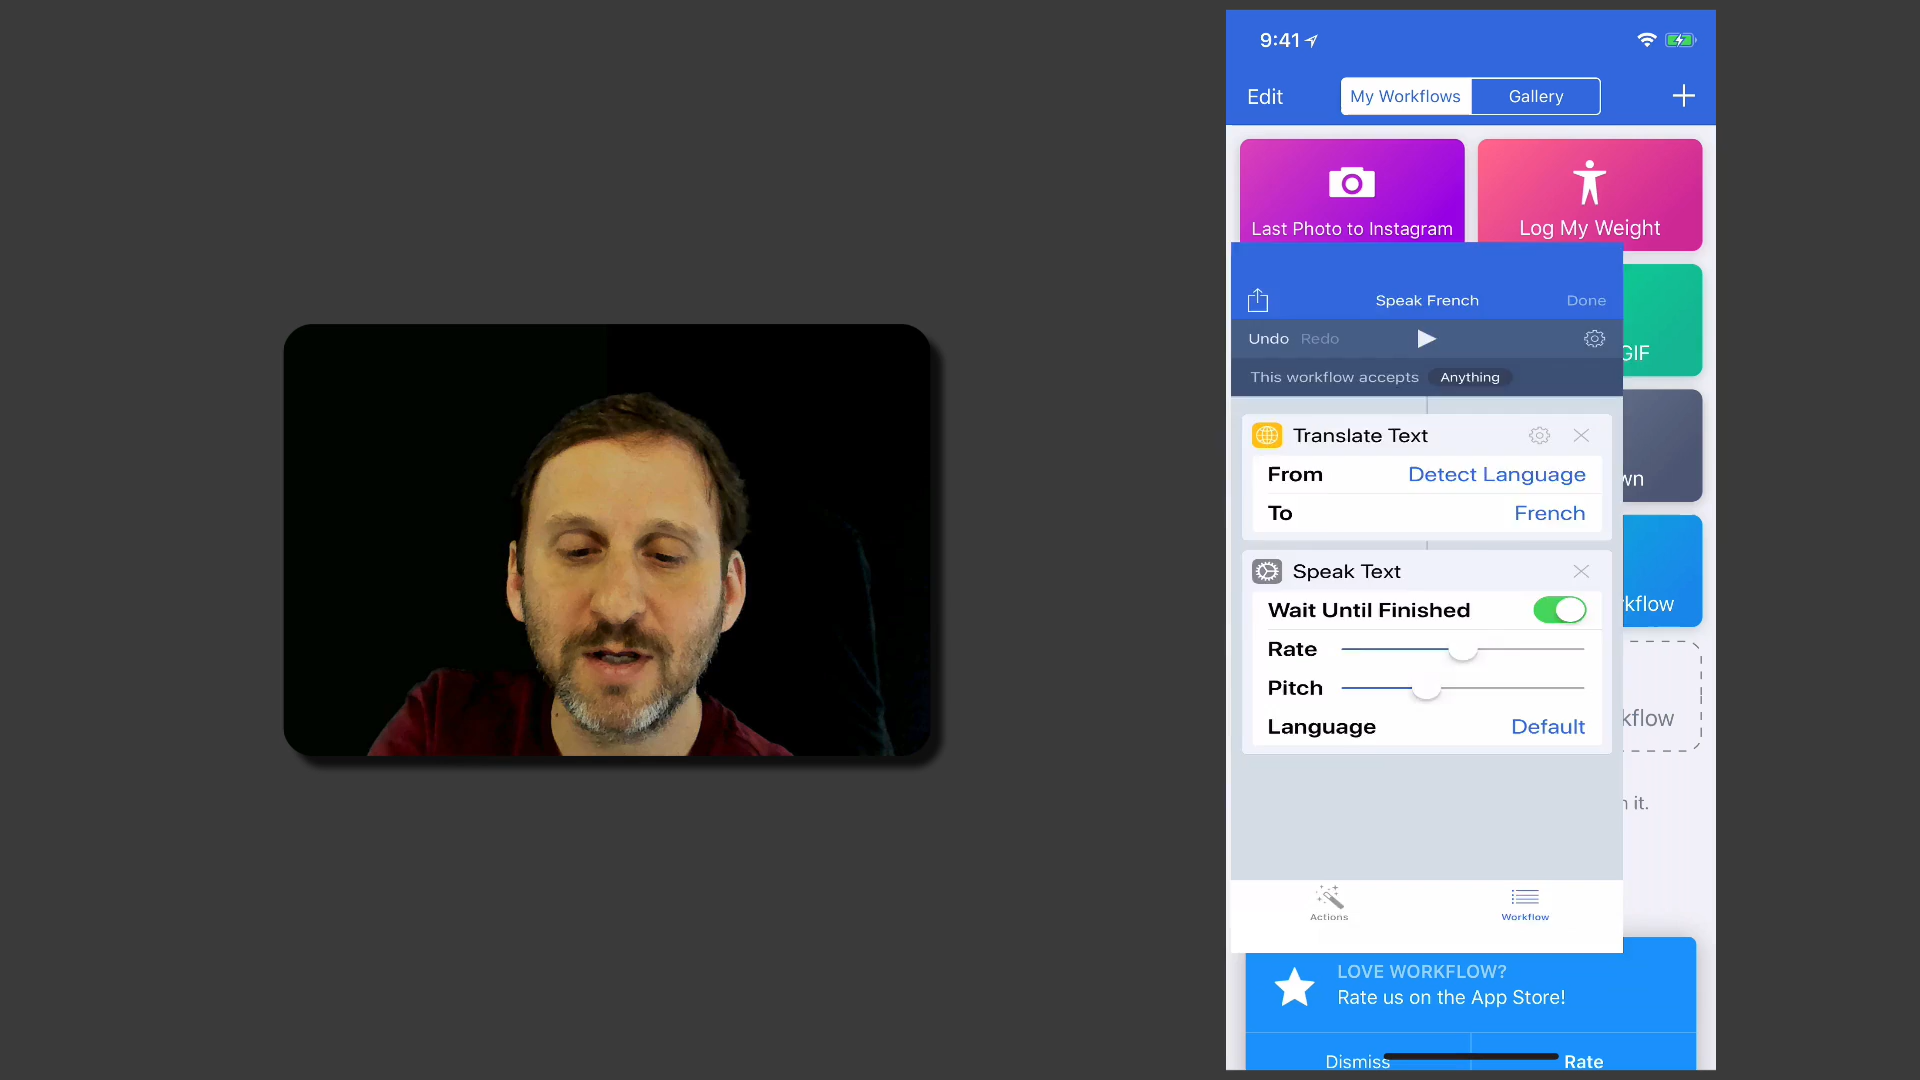 9:41
Edit
My Workflows
Gallery
+
Last Photo to Instagram
Log My Weight
Speak French
Done
GIF
Undo
Redo
This workflow accepts
Anything
Translate Text
From
Detect Language
wn
To
French
Speak Text
Wait Until Finished
kflow
Rate
Pitch
kflow
Language
Default
it.
Actions
Workflow
LOVE WORKFLOW?
Rate us on the App Store!
Dismiss
Rate